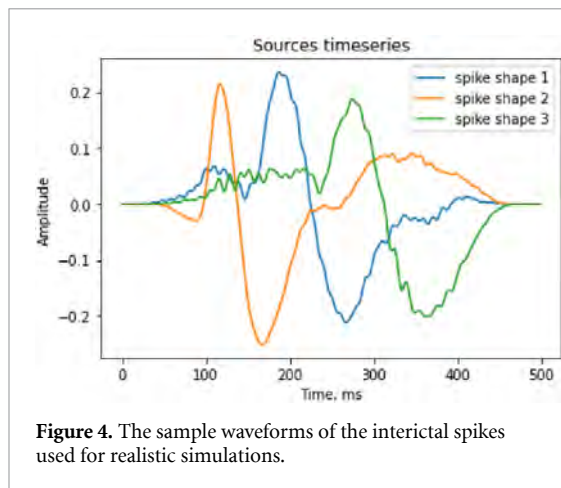 Sources timeseries
spike shape 1
spike shape 2
spike shape 3
Amplitude
0.2
0.1
0.0
−0.1
−0.2
0
100
200
300
400
500
Time, ms
Figure 4. The sample waveforms of the interictal spikes
used for realistic simulations.